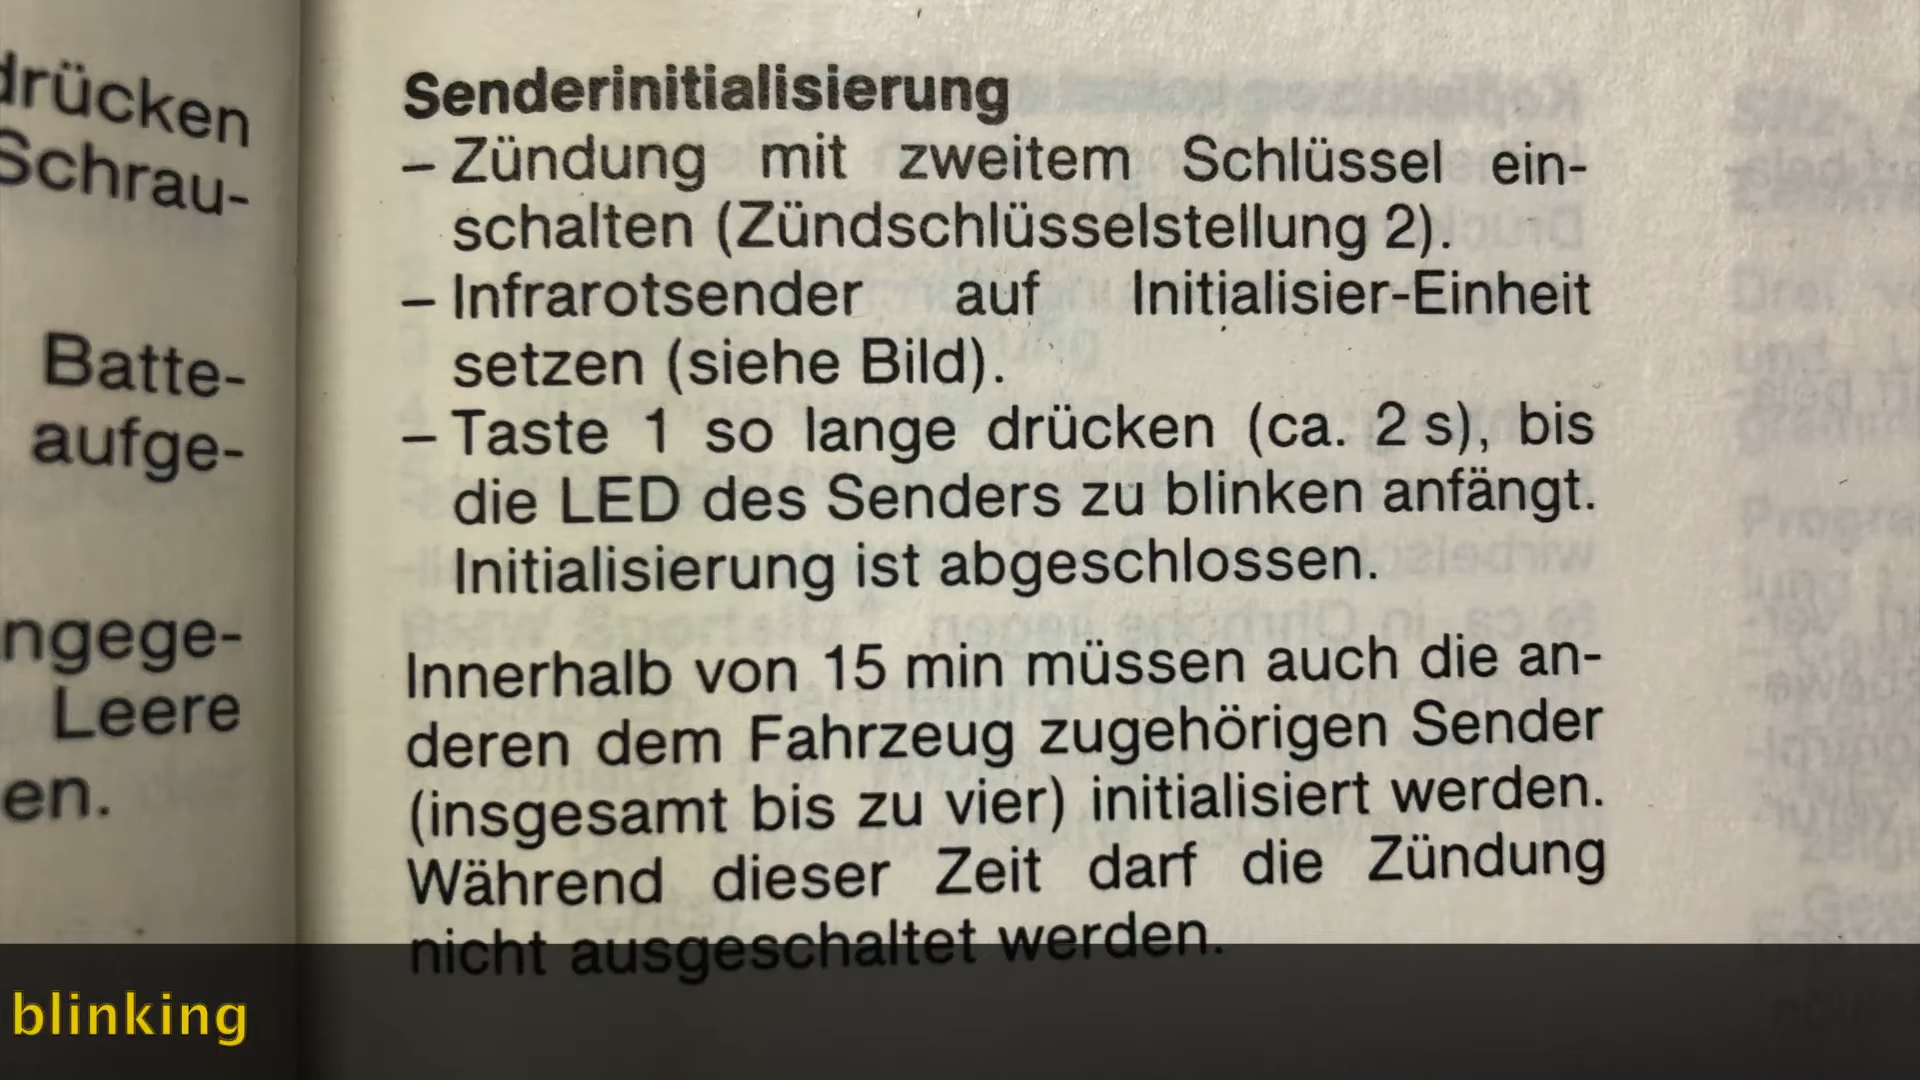 drücken
Schrau-
Batte-
aufge-
ngege-
Leere
en.
Senderinitialisierung
– Zündung mit zweitem Schlüssel ein-
schalten (Zündschlüsselstellung 2).
– Infrarotsender auf Initialisier-Einheit
setzen (siehe Bild).
– Taste 1 so lange drücken (ca. 2 s), bis
die LED des Senders zu blinken anfängt.
Initialisierung ist abgeschlossen.
Innerhalb von 15 min müssen auch die an-
deren dem Fahrzeug zugehörigen Sender
(insgesamt bis zu vier) initialisiert werden.
Während dieser Zeit darf die Zündung
nicht ausgeschaltet werden.
blinking